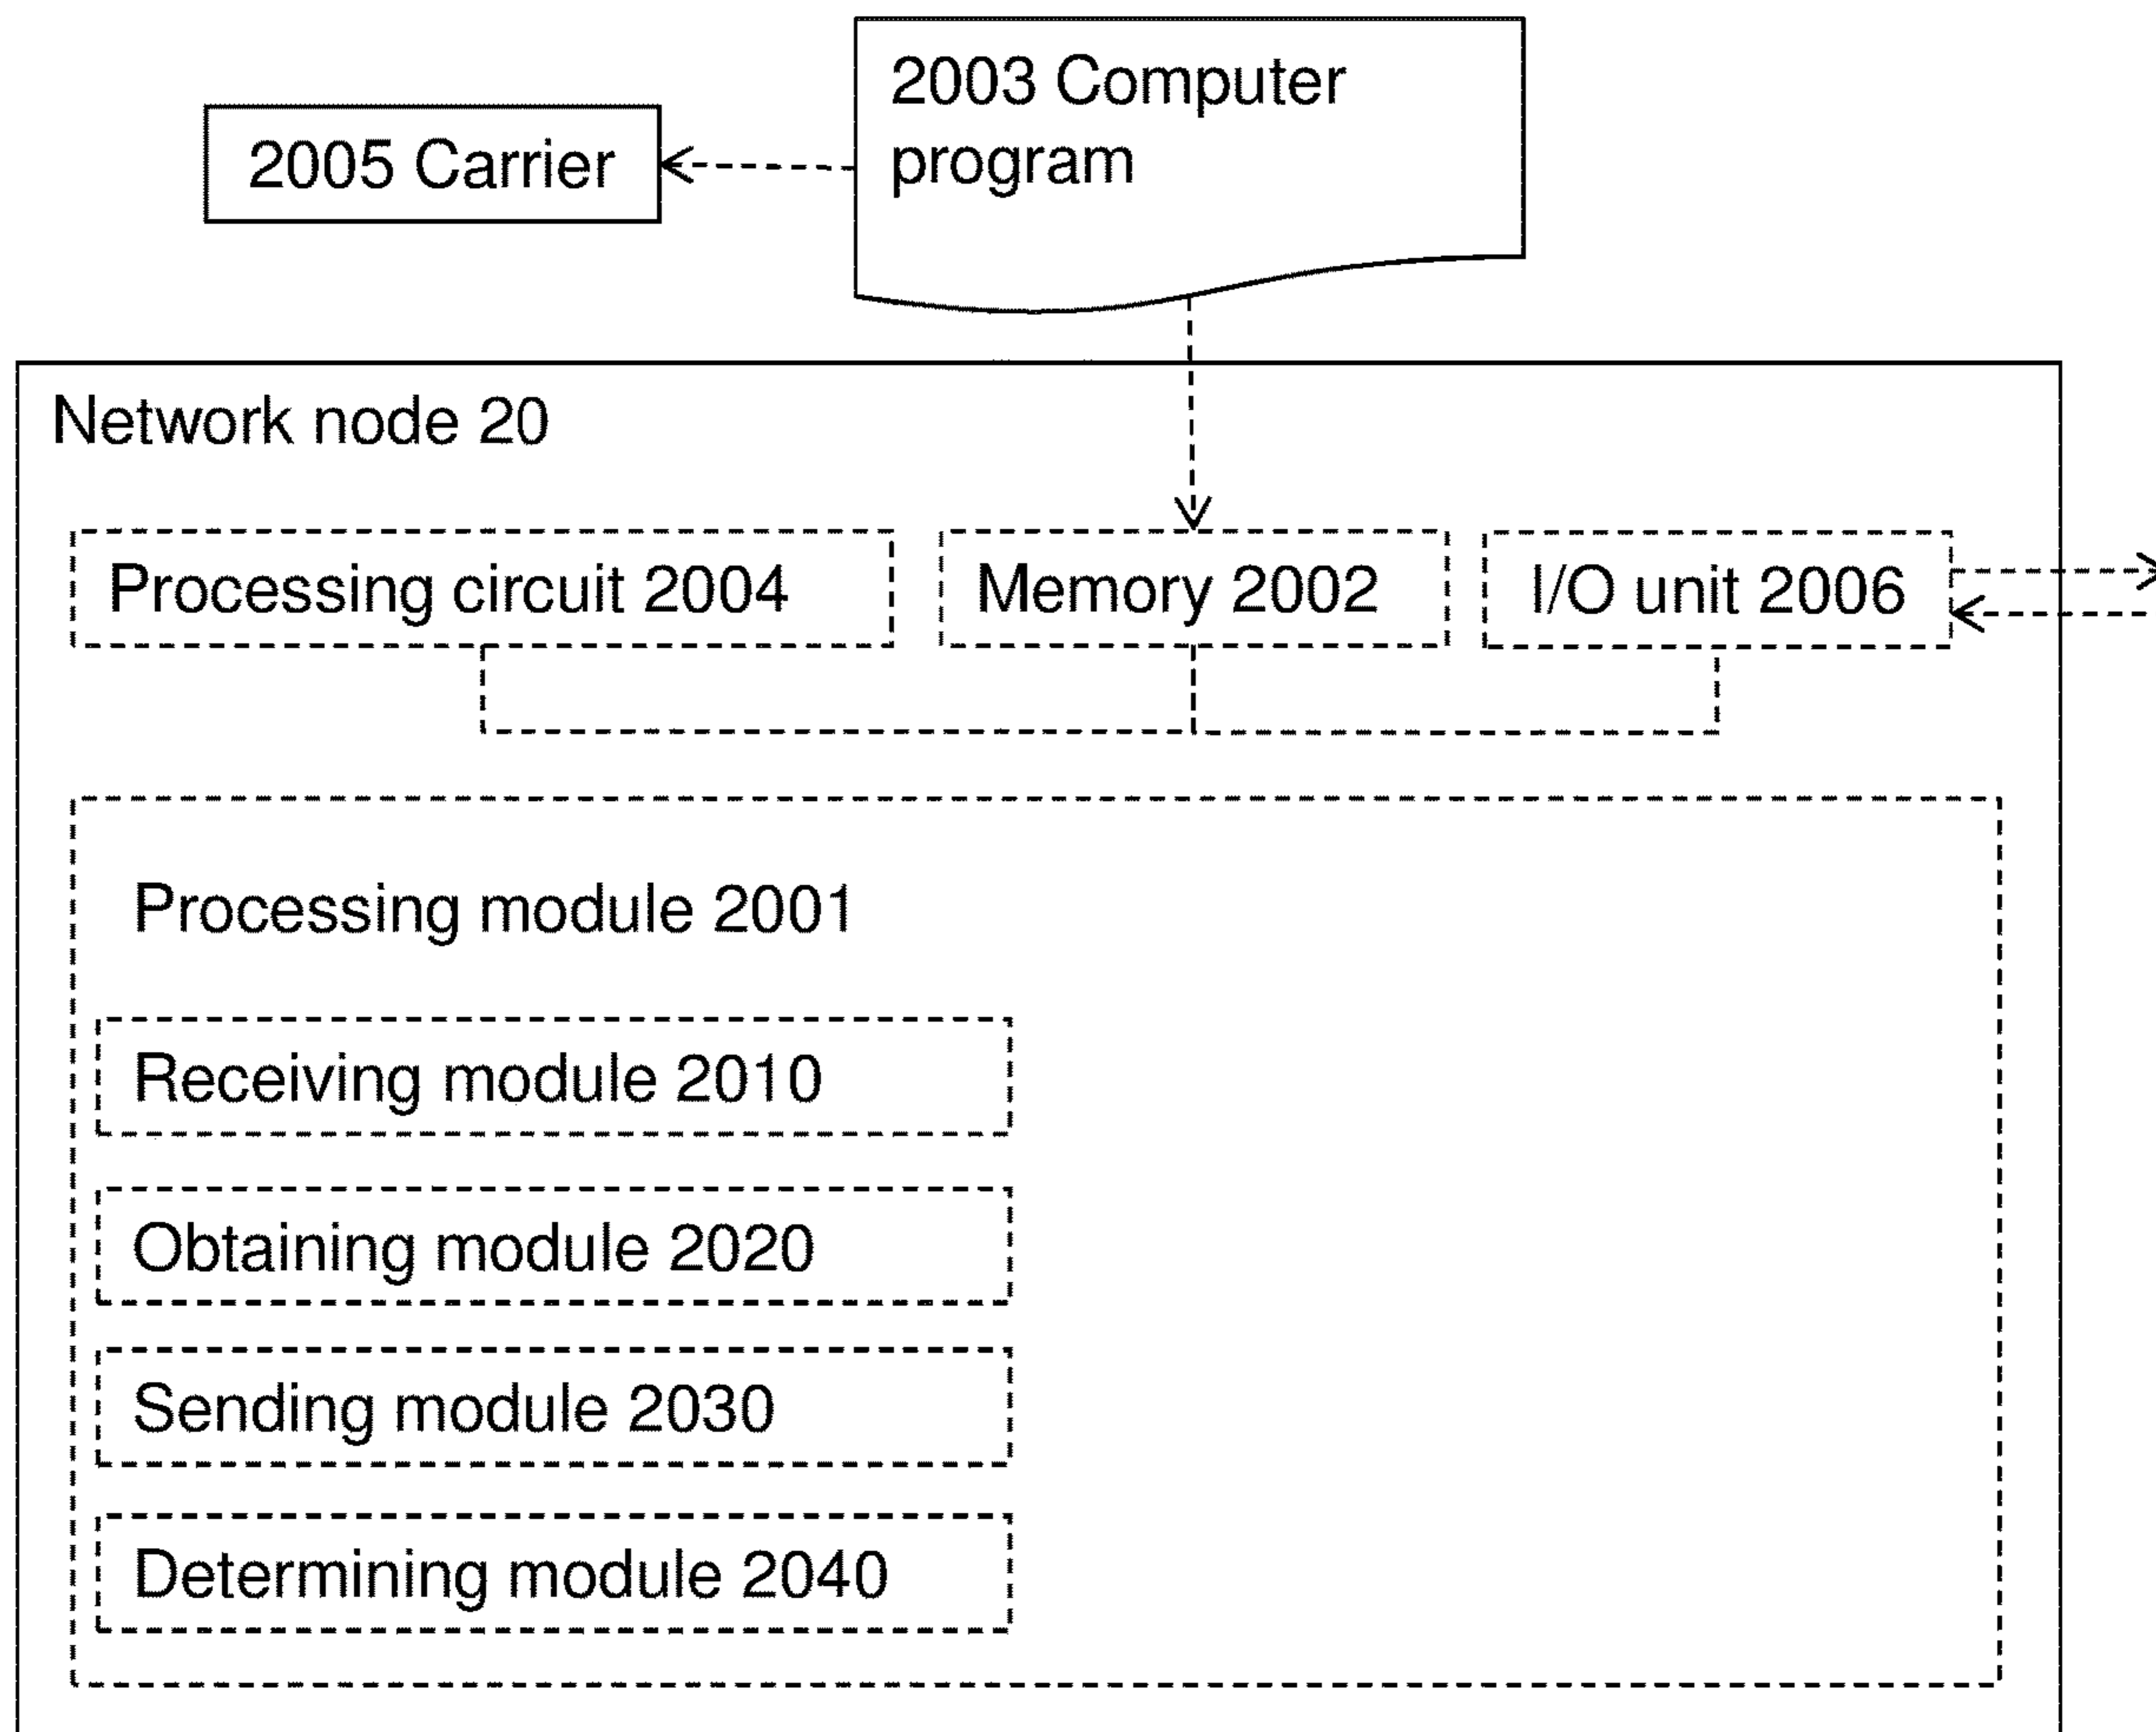 2003 Computer
program
2005 Carrier
Network node 20
Processing circuit 2004
Memory 2002
I/O unit 2006
Processing module 2001
Receiving module 2010
Obtaining module 2020
Sending module 2030
Determining module 2040